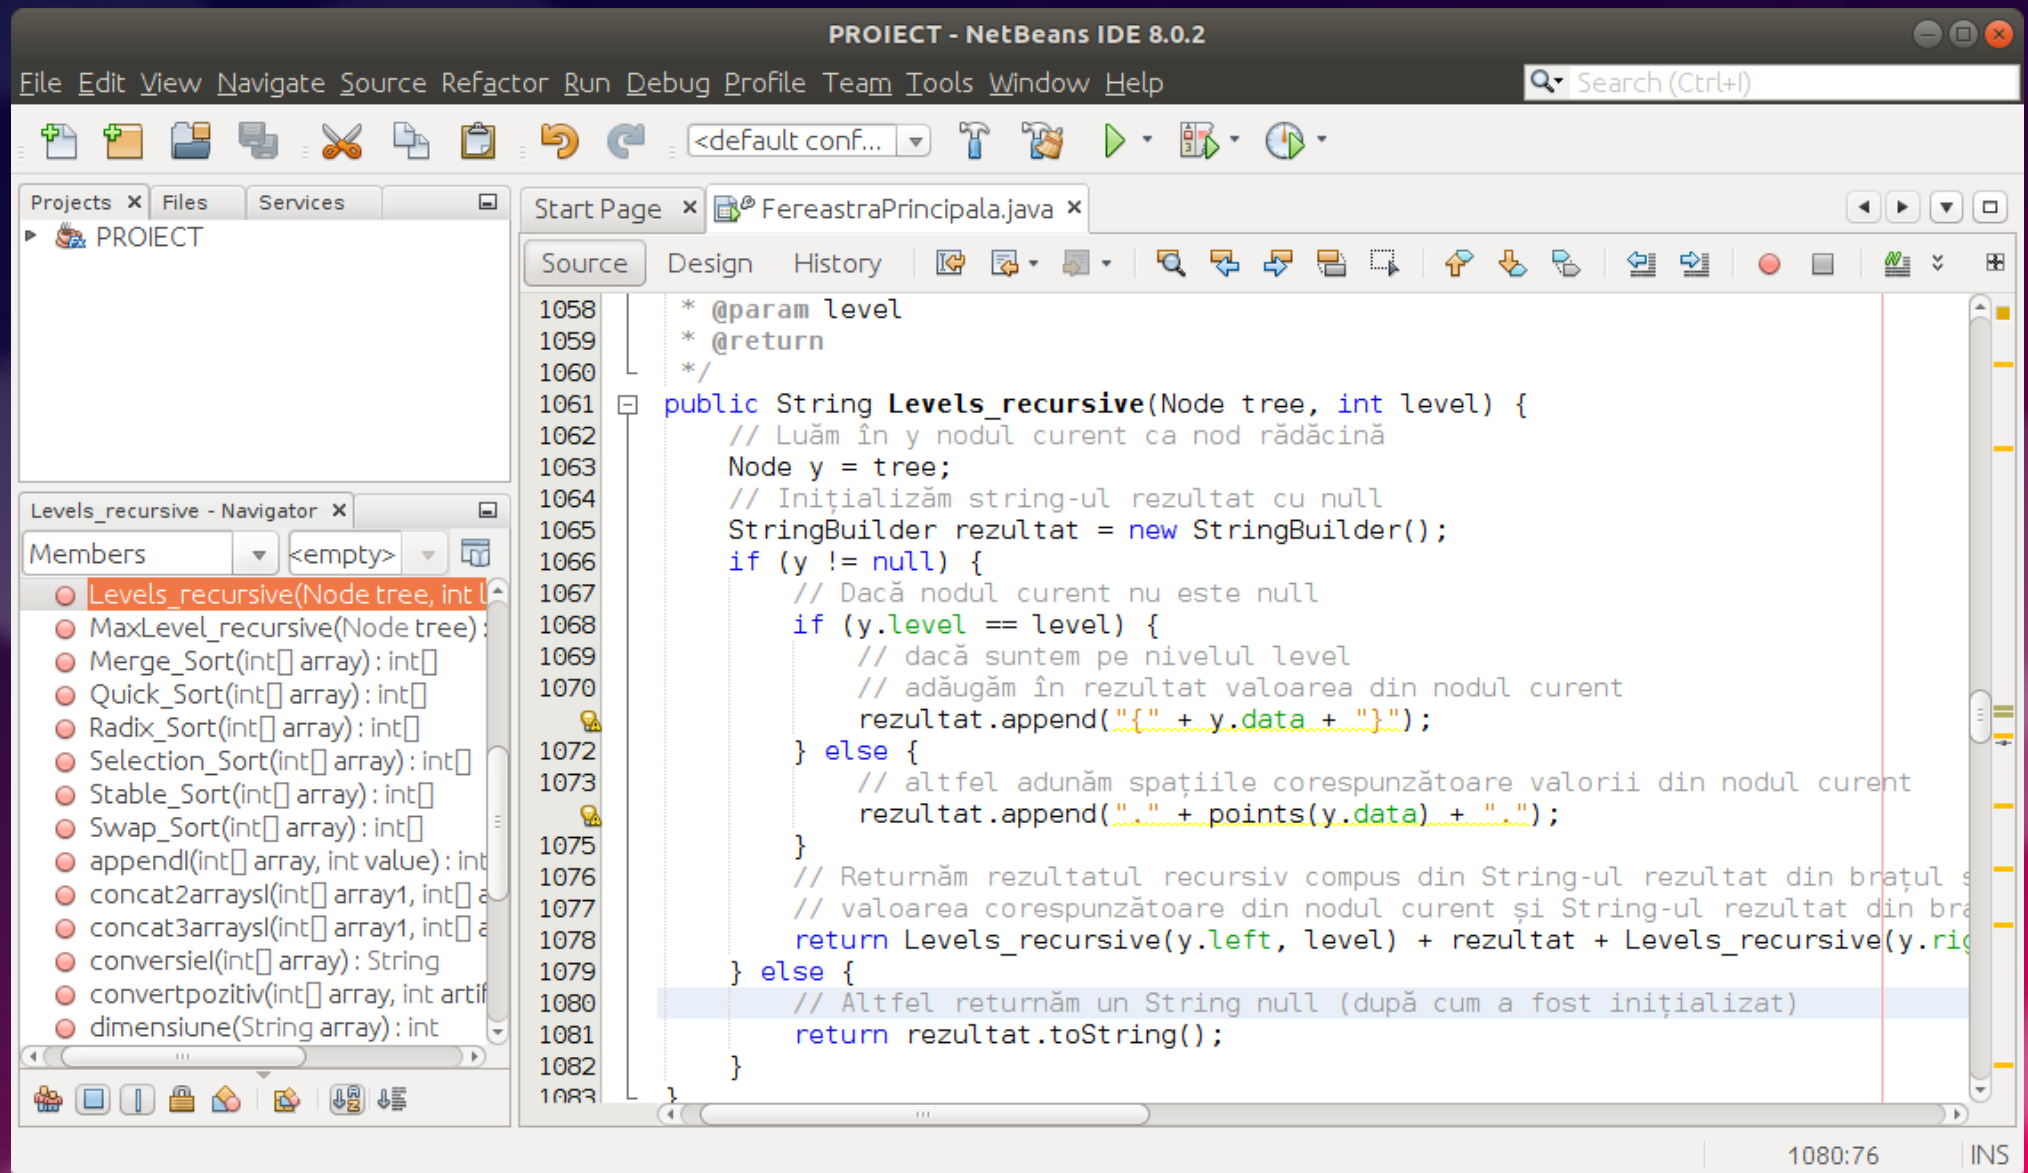 PROIECT - NetBeans IDE 8.0.2
File Edit View Navigate Source Refactor Run Debug Profile Team Tools Window Help
Search (Ctrl+I)
<default conf...
Projects Files Services
PROIECT
Levels_recursive - Navigator
Members <empty>
Levels_recursive(Node tree, int l
MaxLevel_recursive(Node tree) :
Merge_Sort(int[] array) : int[]
Quick_Sort(int[] array) : int[]
Radix_Sort(int[] array) : int[]
Selection_Sort(int[] array) : int[]
Stable_Sort(int[] array) : int[]
Swap_Sort(int[] array) : int[]
appendI(int[] array, int value) : int
concat2arraysI(int[] array1, int[] a
concat3arraysI(int[] array1, int[] a
conversieI(int[] array) : String
convertpozitiv(int[] array, int artif
dimensiune(String array) : int
Start Page FereastraPrincipala.java
Source Design History
1058 * @param level
1059 * @return
1060 */
1061 public String Levels_recursive(Node tree, int level) {
1062 // Luăm în y nodul curent ca nod rădăcină
1063 Node y = tree;
1064 // Inițializăm string-ul rezultat cu null
1065 StringBuilder rezultat = new StringBuilder();
1066 if (y != null) {
1067 // Dacă nodul curent nu este null
1068 if (y.level == level) {
1069 // dacă suntem pe nivelul level
1070 // adăugăm în rezultat valoarea din nodul curent
rezultat.append("{" + y.data + "}");
1072 } else {
1073 // altfel adunăm spațiile corespunzătoare valorii din nodul curent
rezultat.append("." + points(y.data) + ".");
1075 }
1076 // Returnăm rezultatul recursiv compus din String-ul rezultat din brațul s
1077 // valoarea corespunzătoare din nodul curent și String-ul rezultat din bra
1078 return Levels_recursive(y.left, level) + rezultat + Levels_recursive(y.rig
1079 } else {
1080 // Altfel returnăm un String null (după cum a fost inițializat)
1081 return rezultat.toString();
1082 }
1083 }
1080:76 INS